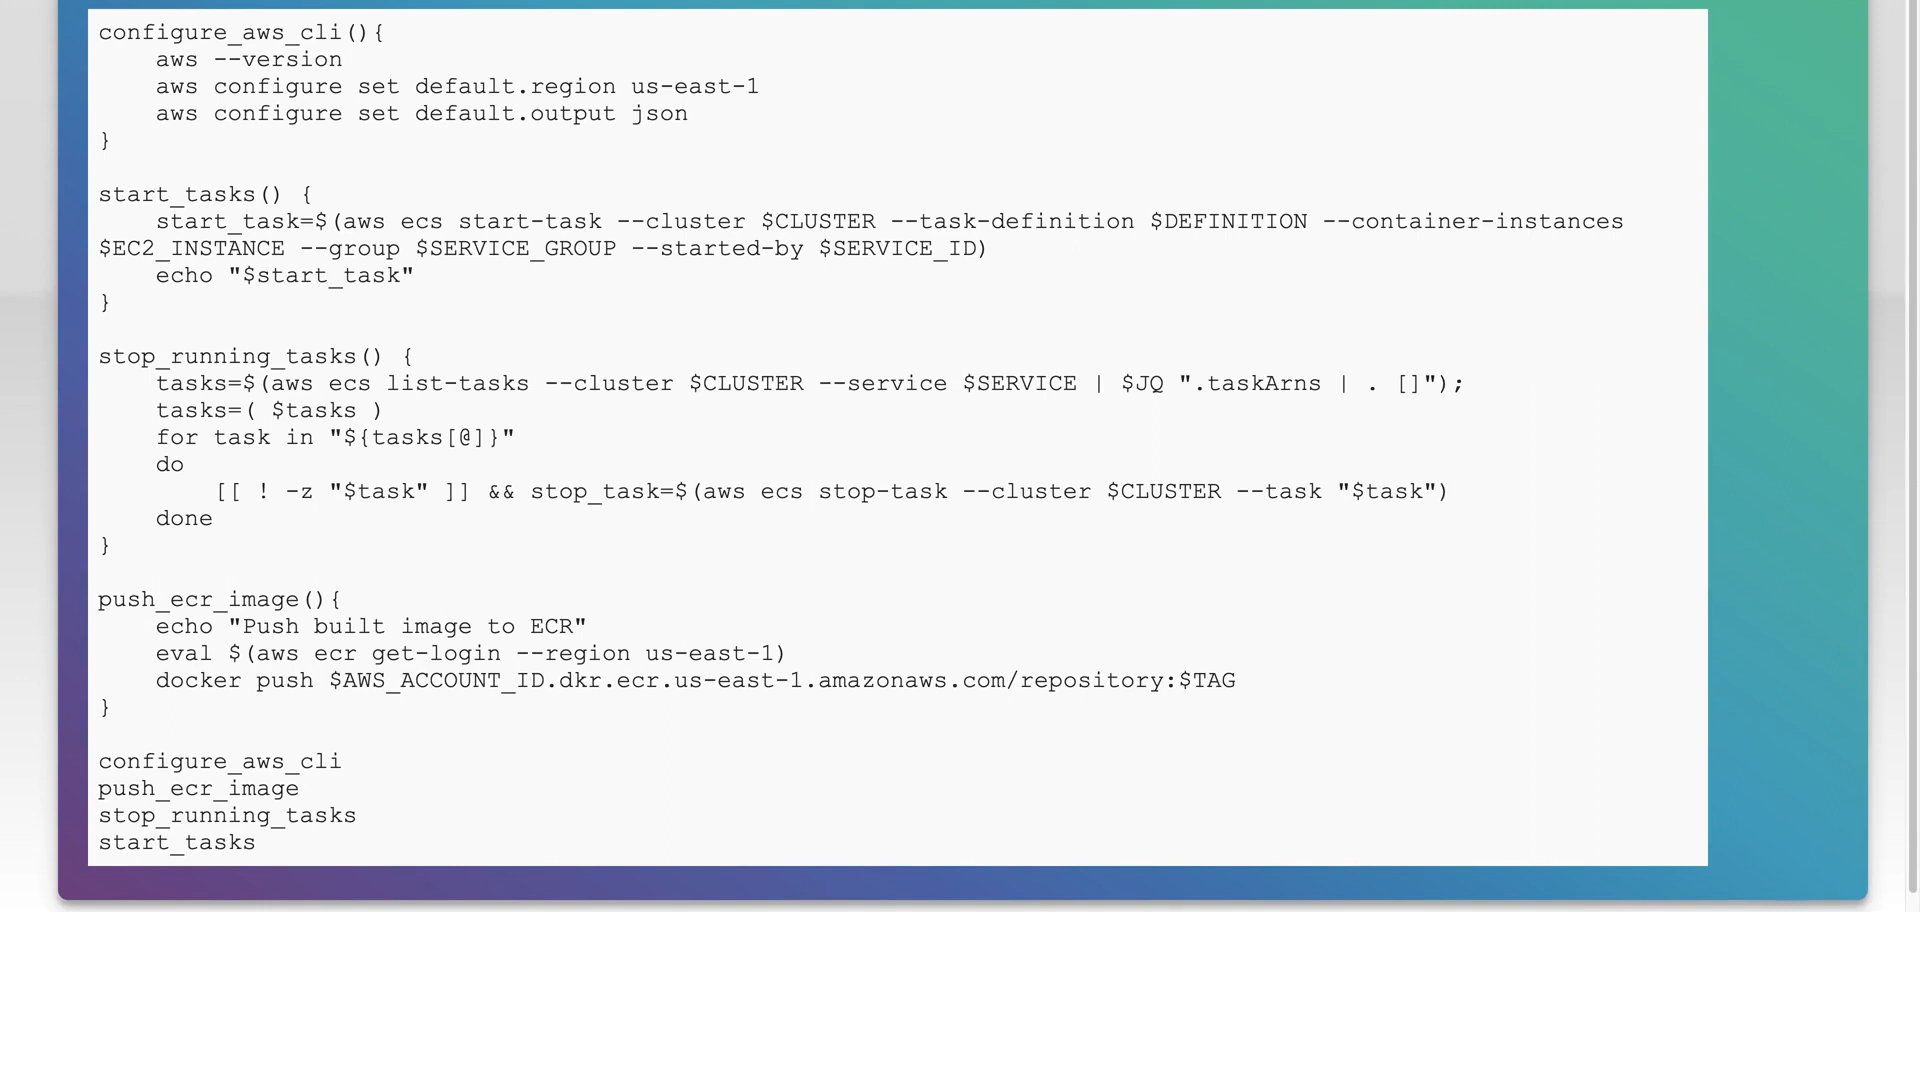 configure_aws_cli(){
    aws --version
    aws configure set default.region us-east-1
    aws configure set default.output json
}

start_tasks() {
    start_task=$(aws ecs start-task --cluster $CLUSTER --task-definition $DEFINITION --container-instances
$EC2_INSTANCE --group $SERVICE_GROUP --started-by $SERVICE_ID)
    echo "$start_task"
}

stop_running_tasks() {
    tasks=$(aws ecs list-tasks --cluster $CLUSTER --service $SERVICE | $JQ ".taskArns | . []");
    tasks=( $tasks )
    for task in "${tasks[@]}"
    do
        [[ ! -z "$task" ]] && stop_task=$(aws ecs stop-task --cluster $CLUSTER --task "$task")
    done
}

push_ecr_image(){
    echo "Push built image to ECR"
    eval $(aws ecr get-login --region us-east-1)
    docker push $AWS_ACCOUNT_ID.dkr.ecr.us-east-1.amazonaws.com/repository:$TAG
}

configure_aws_cli
push_ecr_image
stop_running_tasks
start_tasks